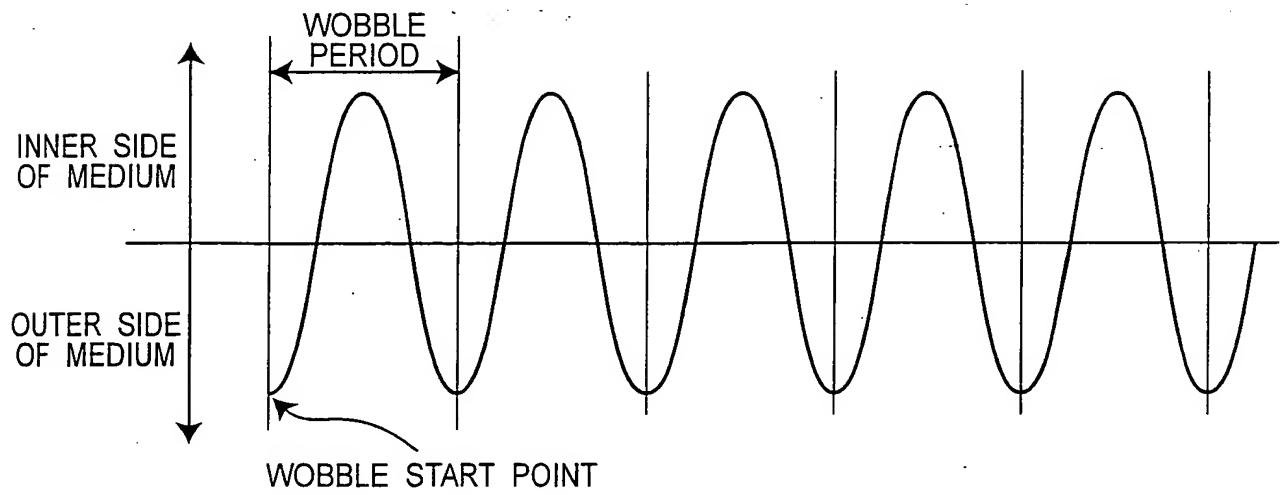 WOBBLE
PERIOD
INNER SIDE
OF MEDIUM
OUTER SIDE
OF MEDIUM
WOBBLE START POINT